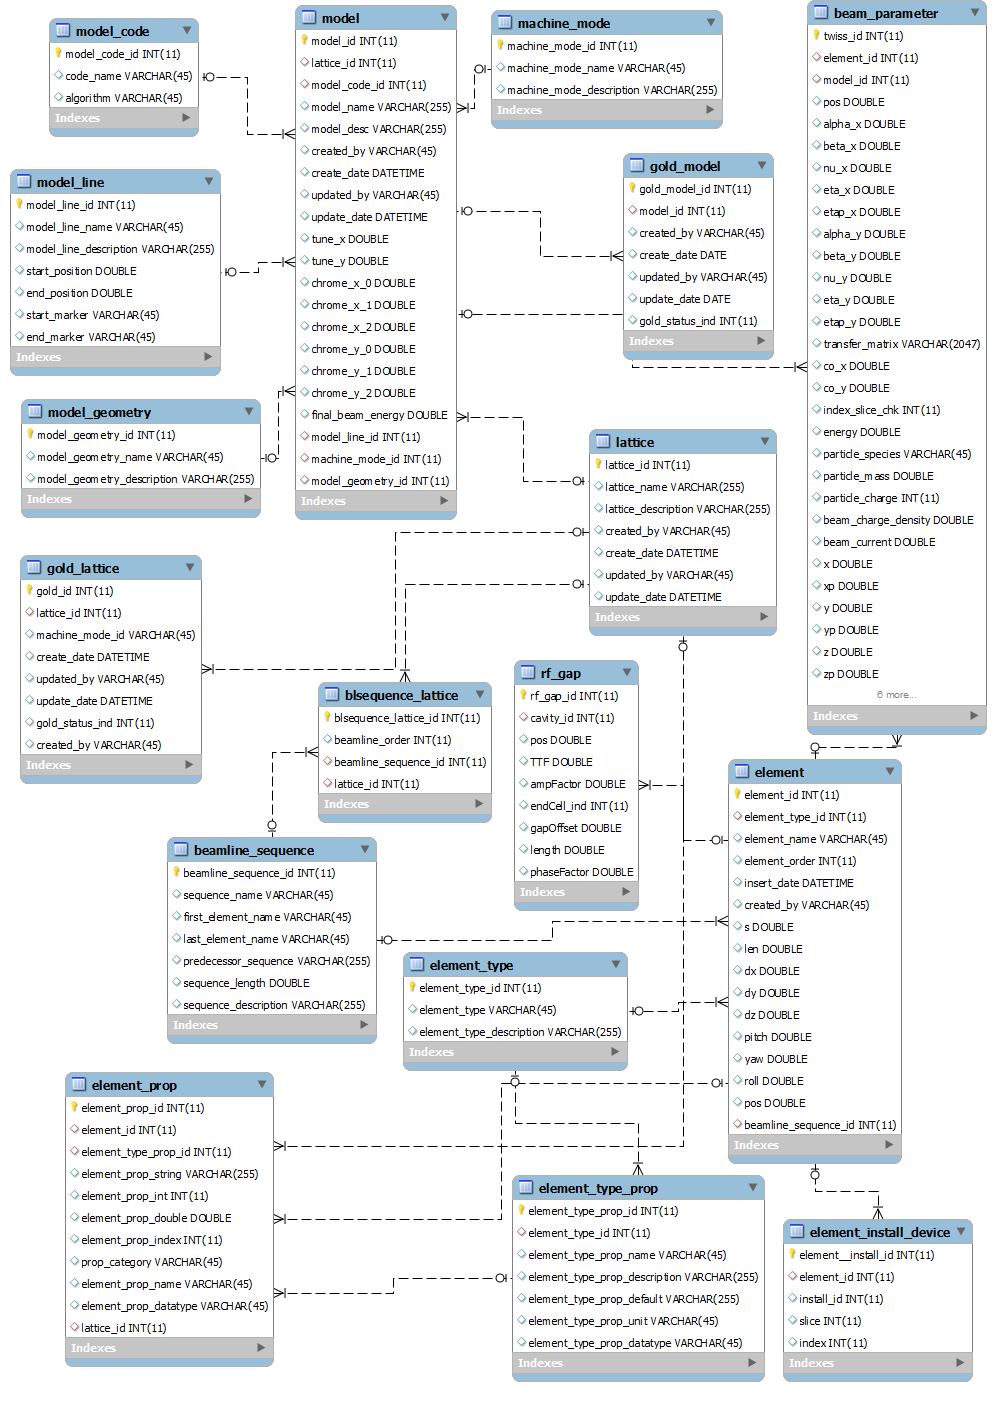 model_code
model_code_id INT(11)
code_name VARCHAR(45)
algorithm VARCHAR(45)
Indexes
model
model_id INT(11)
lattice_id INT(11)
model_code_id INT(11)
model_name VARCHAR(255)
model_desc VARCHAR(255)
created_by VARCHAR(45)
create_date DATETIME
updated_by VARCHAR(45)
update_date DATETIME
tune_x DOUBLE
tune_y DOUBLE
chrome_x_0 DOUBLE
chrome_x_1 DOUBLE
chrome_x_2 DOUBLE
chrome_y_0 DOUBLE
chrome_y_1 DOUBLE
chrome_y_2 DOUBLE
final_beam_energy DOUBLE
model_line_id INT(11)
machine_mode_id INT(11)
model_geometry_id INT(11)
Indexes
machine_mode
machine_mode_id INT(11)
machine_mode_name VARCHAR(45)
machine_mode_description VARCHAR(255)
Indexes
beam_parameter
twiss_id INT(11)
element_id INT(11)
model_id INT(11)
pos DOUBLE
alpha_x DOUBLE
beta_x DOUBLE
nu_x DOUBLE
eta_x DOUBLE
etap_x DOUBLE
alpha_y DOUBLE
beta_y DOUBLE
nu_y DOUBLE
eta_y DOUBLE
etap_y DOUBLE
transfer_matrix VARCHAR(2047)
co_x DOUBLE
co_y DOUBLE
index_slice_chk INT(11)
energy DOUBLE
particle_species VARCHAR(45)
particle_mass DOUBLE
particle_charge INT(11)
beam_charge_density DOUBLE
beam_current DOUBLE
x DOUBLE
xp DOUBLE
y DOUBLE
yp DOUBLE
z DOUBLE
zp DOUBLE
6 more...
Indexes
model_line
model_line_id INT(11)
model_line_name VARCHAR(45)
model_line_description VARCHAR(255)
start_position DOUBLE
end_position DOUBLE
start_marker VARCHAR(45)
end_marker VARCHAR(45)
Indexes
gold_model
gold_model_id INT(11)
model_id INT(11)
created_by VARCHAR(45)
create_date DATE
updated_by VARCHAR(45)
update_date DATE
gold_status_ind INT(11)
Indexes
model_geometry
model_geometry_id INT(11)
model_geometry_name VARCHAR(45)
model_geometry_description VARCHAR(255)
Indexes
lattice
lattice_id INT(11)
lattice_name VARCHAR(255)
lattice_description VARCHAR(255)
created_by VARCHAR(45)
create_date DATETIME
updated_by VARCHAR(45)
update_date DATETIME
Indexes
gold_lattice
gold_id INT(11)
lattice_id INT(11)
machine_mode_id VARCHAR(45)
create_date DATETIME
updated_by VARCHAR(45)
update_date DATETIME
gold_status_ind INT(11)
created_by VARCHAR(45)
Indexes
blsequence_lattice
blsequence_lattice_id INT(11)
beamline_order INT(11)
beamline_sequence_id INT(11)
lattice_id INT(11)
Indexes
rf_gap
rf_gap_id INT(11)
cavity_id INT(11)
pos DOUBLE
TTF DOUBLE
ampFactor DOUBLE
endCell_ind INT(11)
gapOffset DOUBLE
length DOUBLE
phaseFactor DOUBLE
Indexes
element
element_id INT(11)
element_type_id INT(11)
element_name VARCHAR(45)
element_order INT(11)
insert_date DATETIME
created_by VARCHAR(45)
s DOUBLE
len DOUBLE
dx DOUBLE
dy DOUBLE
dz DOUBLE
pitch DOUBLE
yaw DOUBLE
roll DOUBLE
pos DOUBLE
beamline_sequence_id INT(11)
Indexes
beamline_sequence
beamline_sequence_id INT(11)
sequence_name VARCHAR(45)
first_element_name VARCHAR(45)
last_element_name VARCHAR(45)
predecessor_sequence VARCHAR(255)
sequence_length DOUBLE
sequence_description VARCHAR(255)
Indexes
element_type
element_type_id INT(11)
element_type VARCHAR(45)
element_type_description VARCHAR(255)
Indexes
element_prop
element_prop_id INT(11)
element_id INT(11)
element_type_prop_id INT(11)
element_prop_string VARCHAR(255)
element_prop_int INT(11)
element_prop_double DOUBLE
element_prop_index INT(11)
prop_category VARCHAR(45)
element_prop_name VARCHAR(45)
element_prop_datatype VARCHAR(45)
lattice_id INT(11)
Indexes
element_type_prop
element_type_prop_id INT(11)
element_type_id INT(11)
element_type_prop_name VARCHAR(45)
element_type_prop_description VARCHAR(255)
element_type_prop_default VARCHAR(255)
element_type_prop_unit VARCHAR(45)
element_type_prop_datatype VARCHAR(45)
Indexes
element_install_device
element__install_id INT(11)
element_id INT(11)
install_id INT(11)
slice INT(11)
index INT(11)
Indexes